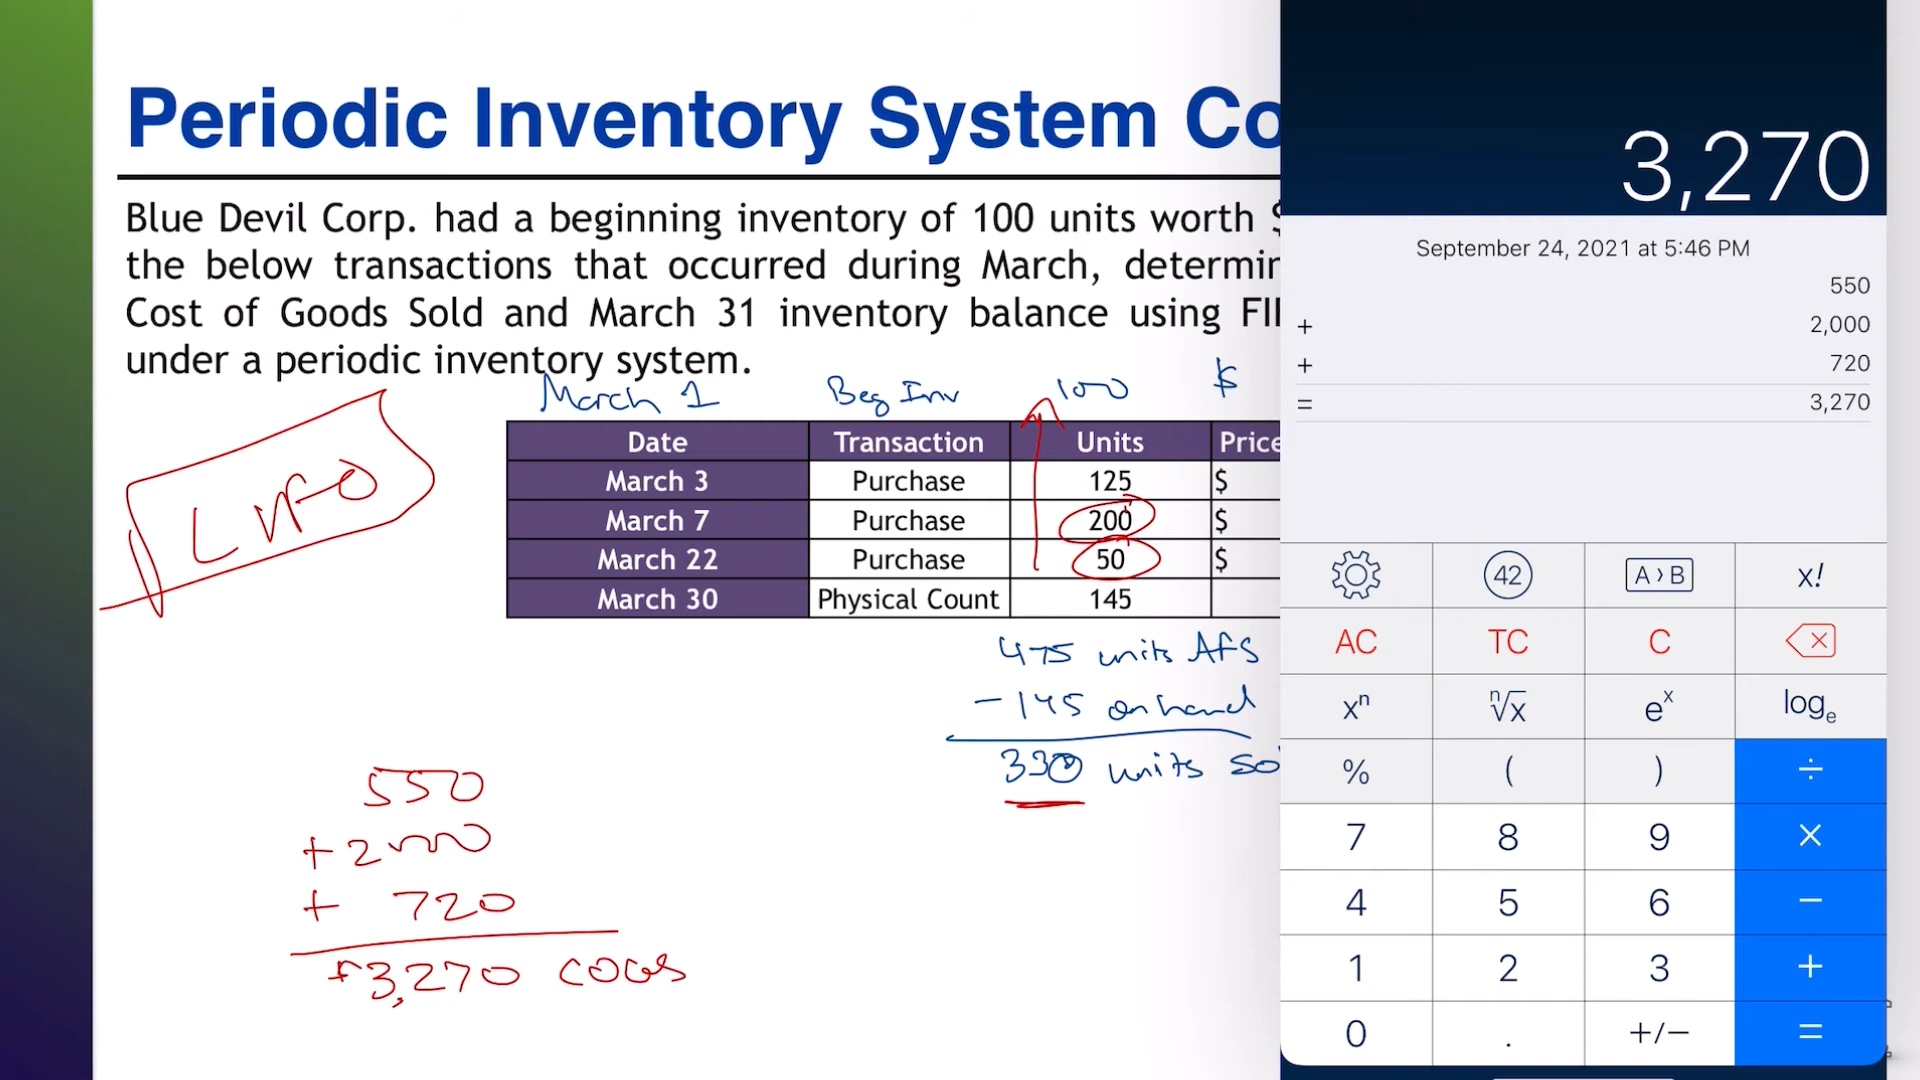 Periodic Inventory System Co
Blue Devil Corp. had a beginning inventory of 100 units worth $
the below transactions that occurred during March, determin
Cost of Goods Sold and March 31 inventory balance using FI
under a periodic inventory system.
March 1 Beg Inv 100 $
Date Transaction Units Price
March 3 Purchase 125 $
March 7 Purchase 200 $
March 22 Purchase 50 $
March 30 Physical Count 145
LIFO
475 units AFS
- 145 on hand
330 units so
550
+ 2000
+ 720
$3,270 COGS
3,270
September 24, 2021 at 5:46 PM
550
+ 2,000
+ 720
= 3,270
42 A›B x!
AC TC C
xⁿ ⁿ√x eˣ logₑ
% ( ) ÷
7 8 9 ×
4 5 6 −
1 2 3 +
0 . +/− =